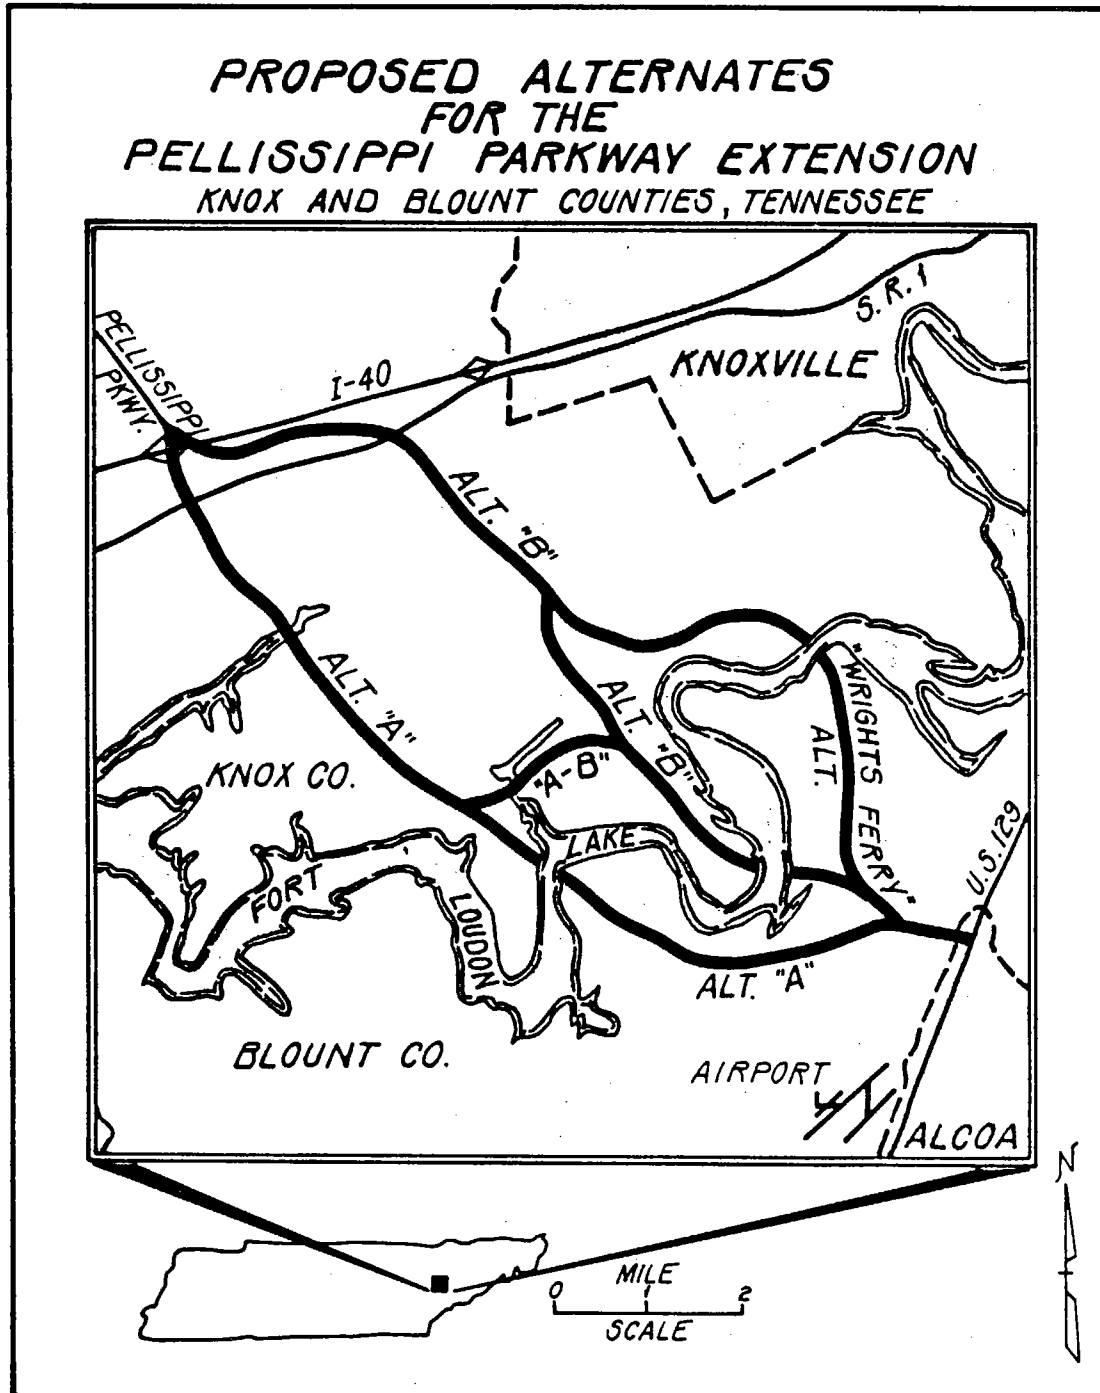 PROPOSED ALTERNATES
FOR THE
PELLISSIPPI PARKWAY EXTENSION
KNOX AND BLOUNT COUNTIES, TENNESSEE
S.R. 1
PELLISSIPPI
PKWY.
I-40
KNOXVILLE
ALT. "B"
ALT. "A"
ALT. "B"
"WRIGHTS FERRY"
ALT.
KNOX CO.
"A-B"
LAKE
U.S. 129
FORT
LOUDON
ALT. "A"
BLOUNT CO.
AIRPORT
ALCOA
N
MILE
0 1 2
SCALE